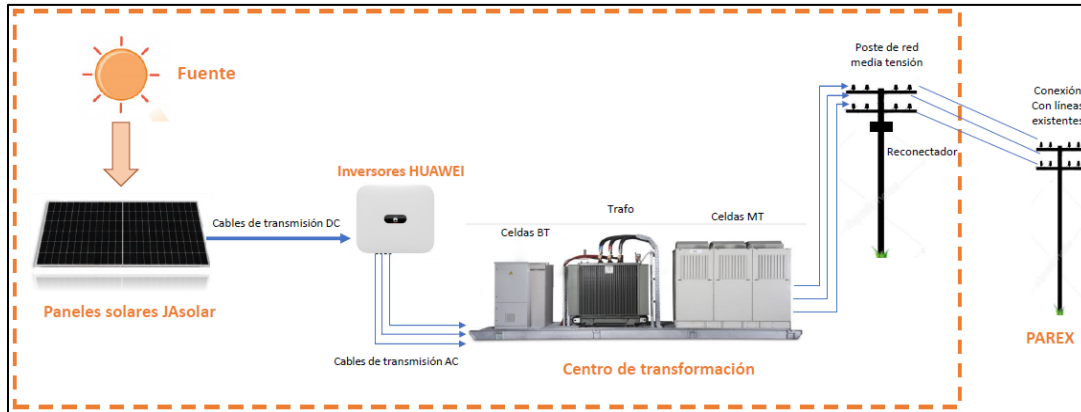 Fuente
Paneles solares JAsolar
Cables de transmisión DC
Inversores HUAWEI
Cables de transmisión AC
Celdas BT
Trafo
Celdas MT
Centro de transformación
Poste de red
media tensión
Reconectador
Conexión
Con líneas
existentes
PAREX